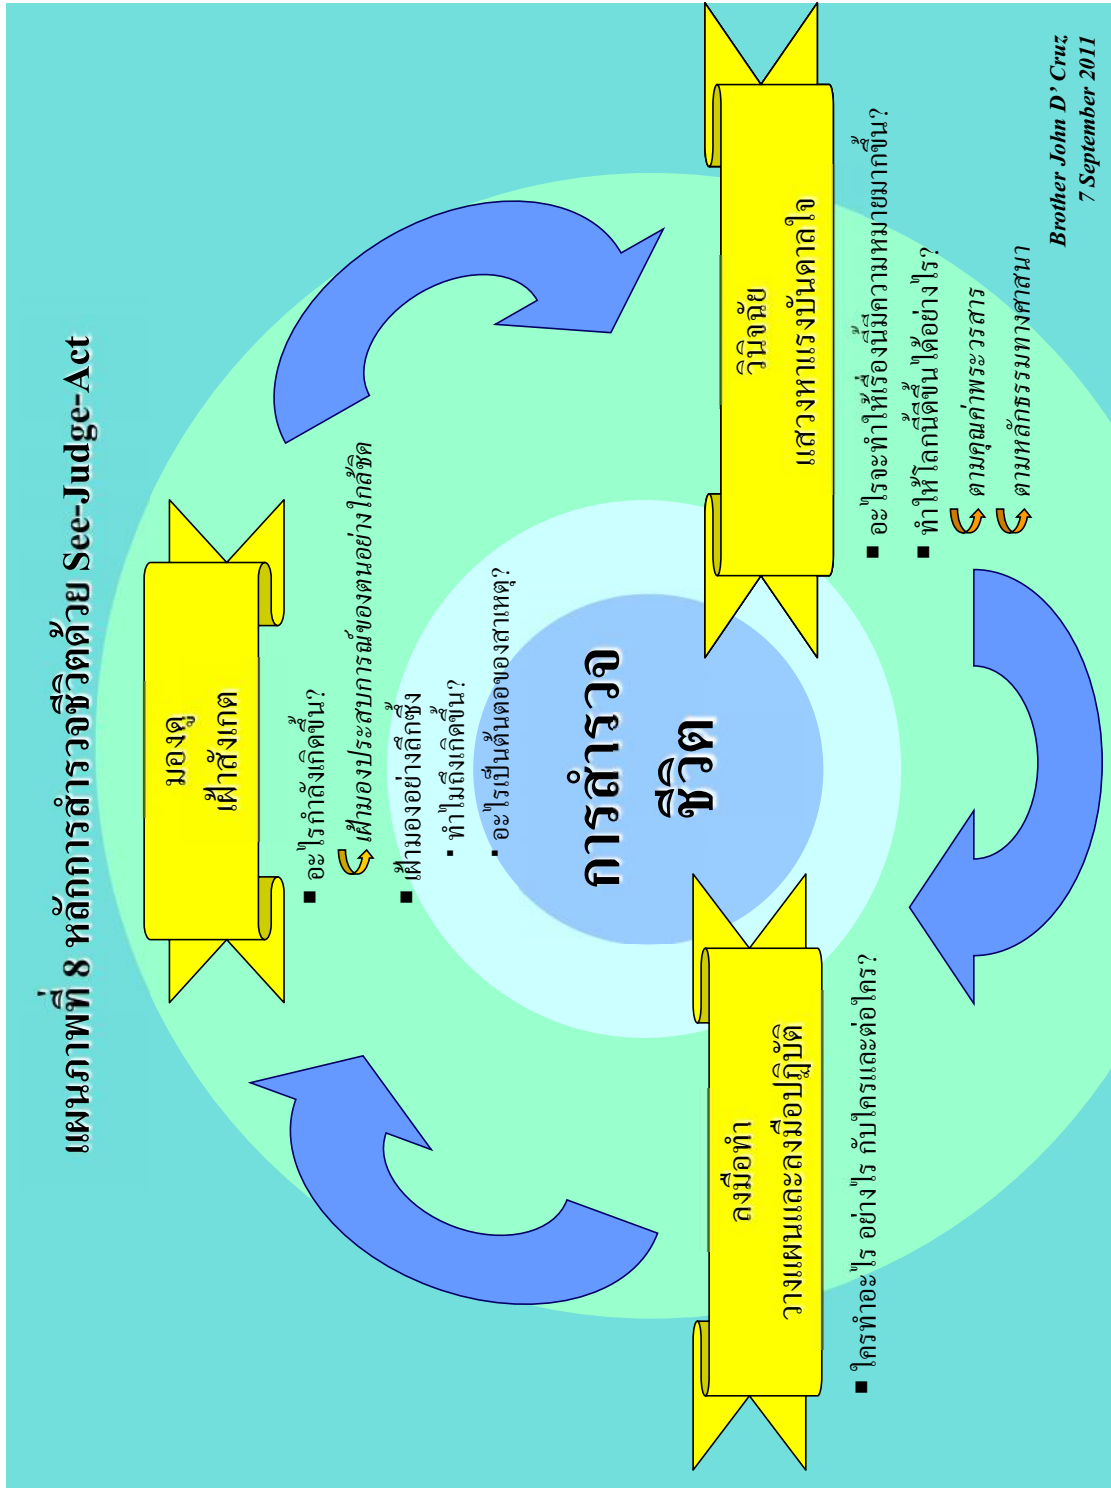 แผนภาพที่ 8 หลักการสำรวจชีวิตด้วย See-Judge-Act
มองดู
เฝ้าสังเกต
▪ อะไรกำลังเกิดขึ้น?
เฝ้ามองประสบการณ์ของตนอย่างใกล้ชิด
▪ เฝ้ามองอย่างลึกซึ้ง
▪ ทำไมถึงเกิดขึ้น?
▪ อะไรเป็นต้นตอของสาเหตุ?
การสำรวจ
ชีวิต
วินิจฉัย
แสวงหาแรงบันดาลใจ
▪ อะไรจะทำให้เรื่องนี้มีความหมายมากขึ้น?
▪ ทำให้โลกนี้ดีขึ้นได้อย่างไร?
ตามคุณค่าพระวรสาร
ตามหลักธรรมทางศาสนา
ลงมือทำ
วางแผนและลงมือปฏิบัติ
▪ ใครทำอะไร อย่างไร กับใครและต่อใคร?
Brother John D’ Cruz
7 September 2011